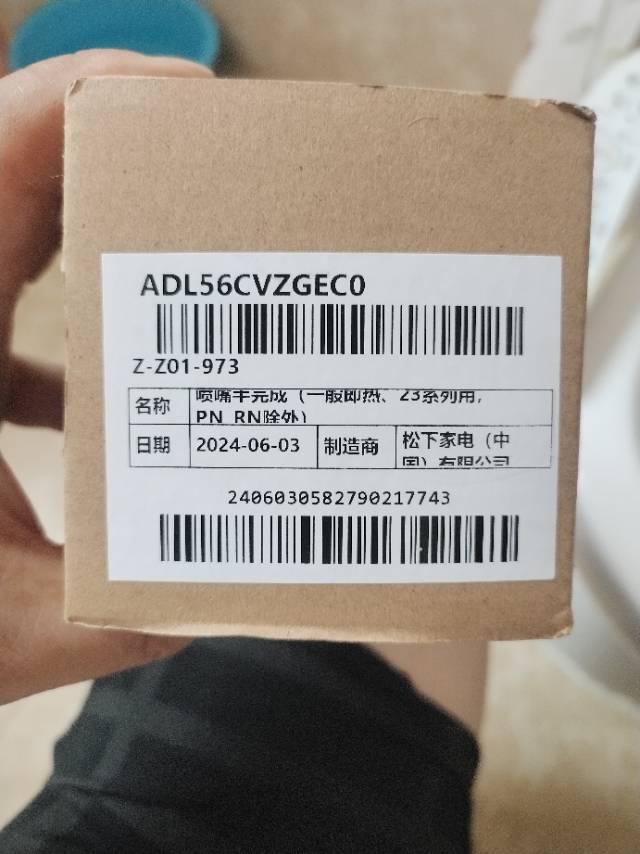 ADL56CVZGEC0
Z-Z01-973
名称
喷嘴半完成（一般即热、23系列用，
PN、RN除外）
日期
2024-06-03
制造商
松下家电（中
国）有限公司
2406030582790217743